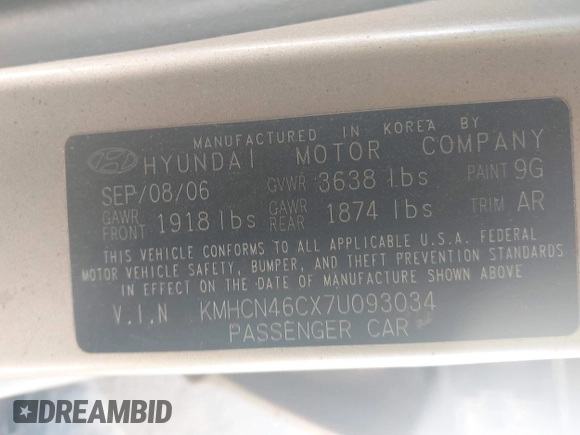 MANUFACTURED IN KOREA BY
HYUNDAI MOTOR COMPANY
SEP/08/06 GVWR 3638 lbs PAINT 9G
GAWR FRONT 1918 lbs GAWR REAR 1874 lbs TRIM AR
THIS VEHICLE CONFORMS TO ALL APPLICABLE U.S.A. FEDERAL
MOTOR VEHICLE SAFETY, BUMPER, AND THEFT PREVENTION STANDARDS
IN EFFECT ON THE DATE OF MANUFACTURE SHOWN ABOVE
V.I.N KMHCN46CX7U093034
PASSENGER CAR
DREAMBID